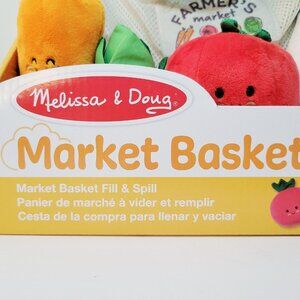 FARMER'S
market
Melissa & Doug
Market Basket
Market Basket Fill & Spill
Panier de marché à vider et remplir
Cesta de la compra para llenar y vaciar